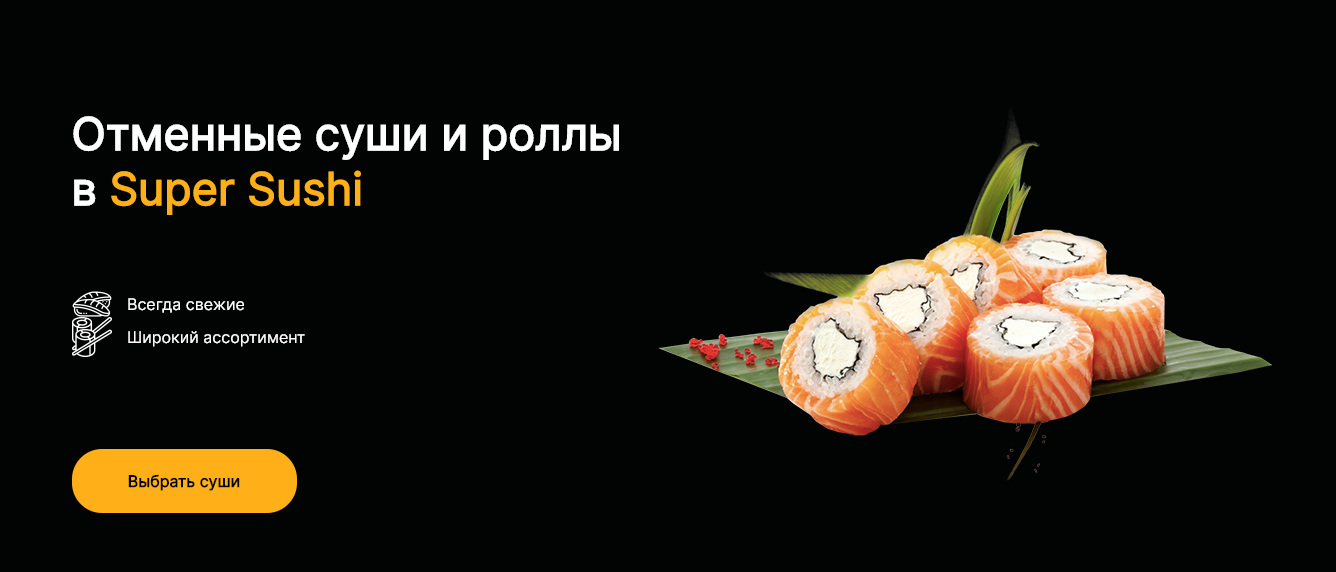 Отменные суши и роллы
в Super Sushi
Всегда свежие
Широкий ассортимент
Выбрать суши